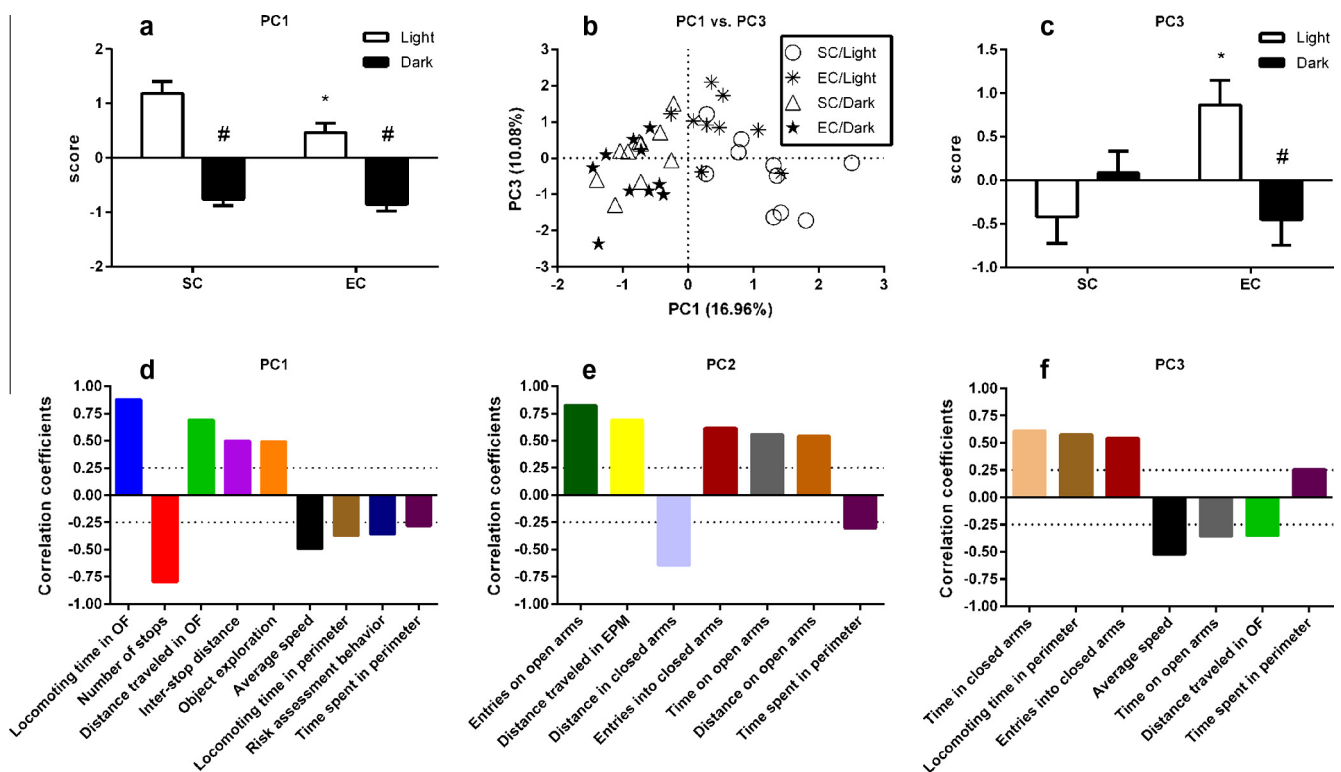 a
PC1
Light
Dark
score
2
1
0
-1
-2
*
#
#
SC
EC
b
PC1 vs. PC3
SC/Light
EC/Light
SC/Dark
EC/Dark
PC3 (10.08%)
3
2
1
0
-1
-2
-3
-2
-1
0
1
2
3
PC1 (16.96%)
c
PC3
Light
Dark
score
1.5
1.0
0.5
0.0
-0.5
-1.0
*
#
SC
EC
d
PC1
Correlation coefficients
1.00
0.75
0.50
0.25
0.00
-0.25
-0.50
-0.75
-1.00
Locomoting time in OF
Number of stops
Distance traveled in OF
Inter-stop distance
Object exploration
Average speed
Locomoting time in perimeter
Risk assessment behavior
Time spent in perimeter
e
PC2
Correlation coefficients
1.00
0.75
0.50
0.25
0.00
-0.25
-0.50
-0.75
-1.00
Entries on open arms
Distance traveled in EPM
Distance in closed arms
Entries into closed arms
Time on open arms
Distance on open arms
Time spent in perimeter
f
PC3
Correlation coefficients
1.00
0.75
0.50
0.25
0.00
-0.25
-0.50
-0.75
-1.00
Time in closed arms
Locomoting time in perimeter
Entries into closed arms
Average speed
Time on open arms
Distance traveled in OF
Time spent in perimeter